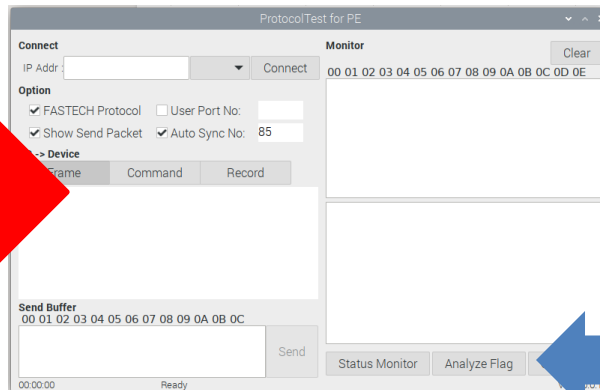 ProtocolTest for PE
Connect
IP Addr :
Connect
Option
FASTECH Protocol
User Port No:
Show Send Packet
Auto Sync No:
85
-> Device
Frame
Command
Record
Send Buffer
00 01 02 03 04 05 06 07 08 09 0A 0B 0C
Send
00:00:00
Ready
Monitor
Clear
00 01 02 03 04 05 06 07 08 09 0A 0B 0C 0D 0E
Status Monitor
Analyze Flag